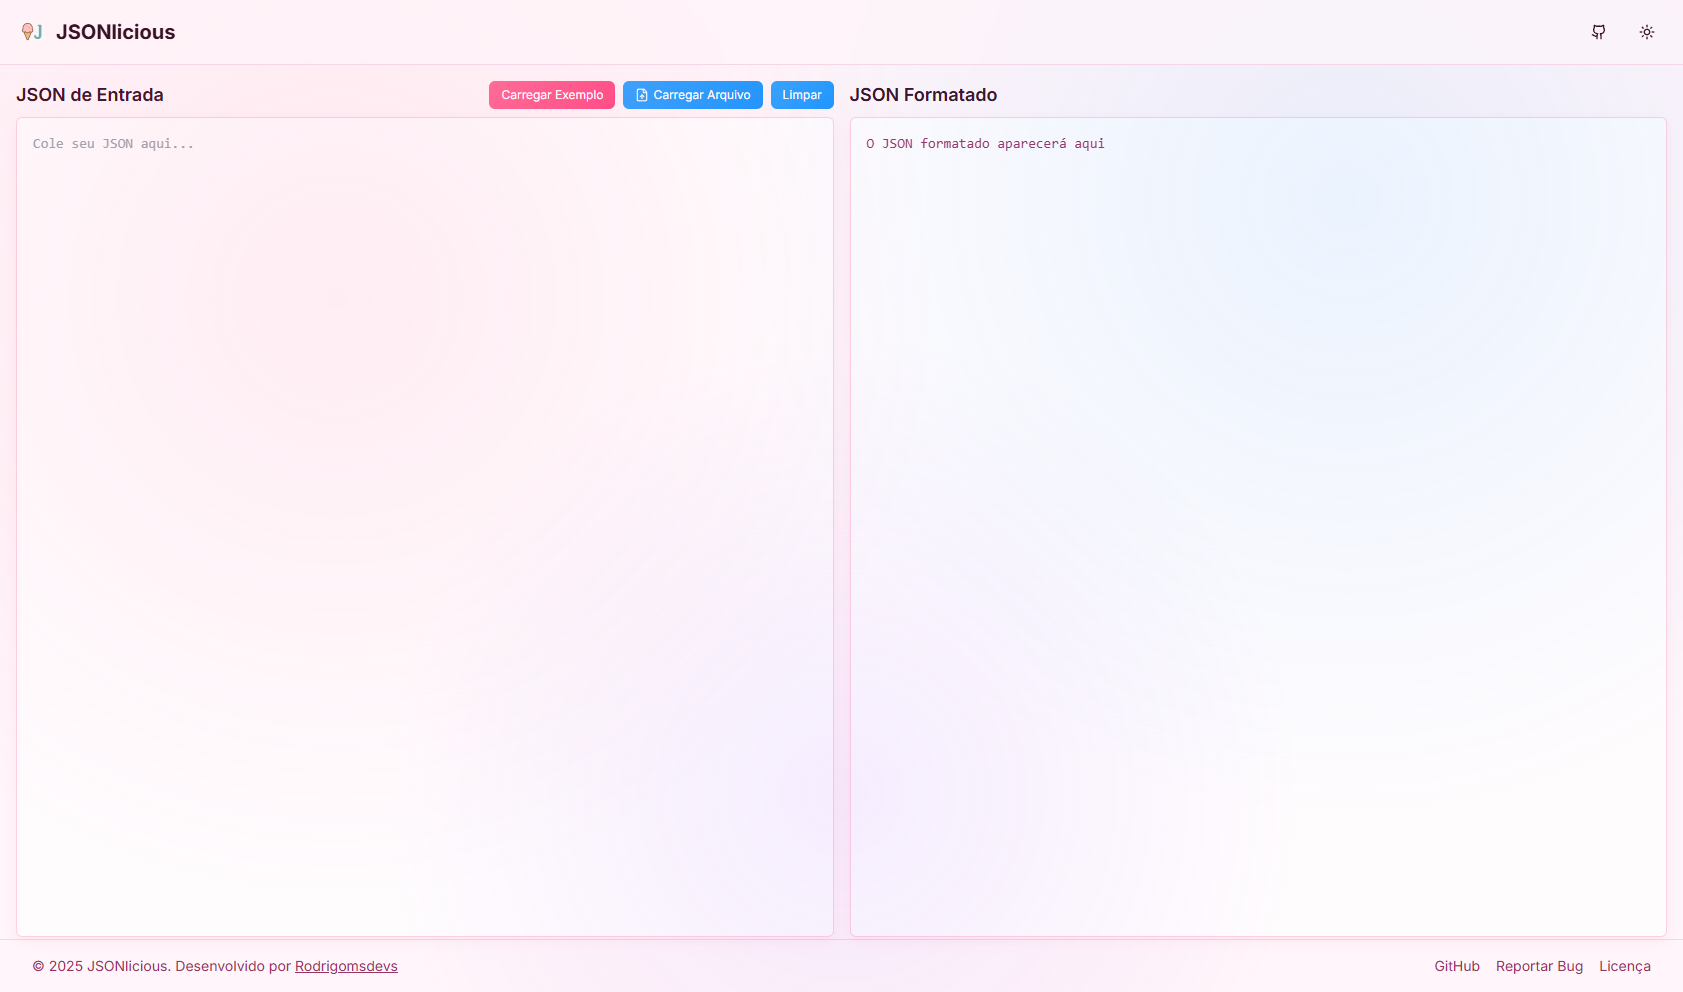 J JSONlicious
JSON de Entrada
Carregar Exemplo
Carregar Arquivo
Limpar
JSON Formatado
Cole seu JSON aqui...
O JSON formatado aparecerá aqui
© 2025 JSONlicious. Desenvolvido por Rodrigomsdevs
GitHub
Reportar Bug
Licença